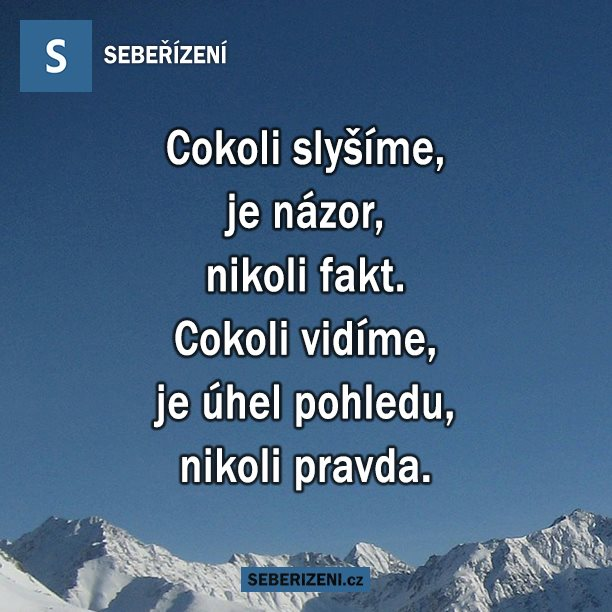 S
SEBEŘÍZENÍ
Cokoli slyšíme,
je názor,
nikoli fakt.
Cokoli vidíme,
je úhel pohledu,
nikoli pravda.
SEBERIZENI.cz